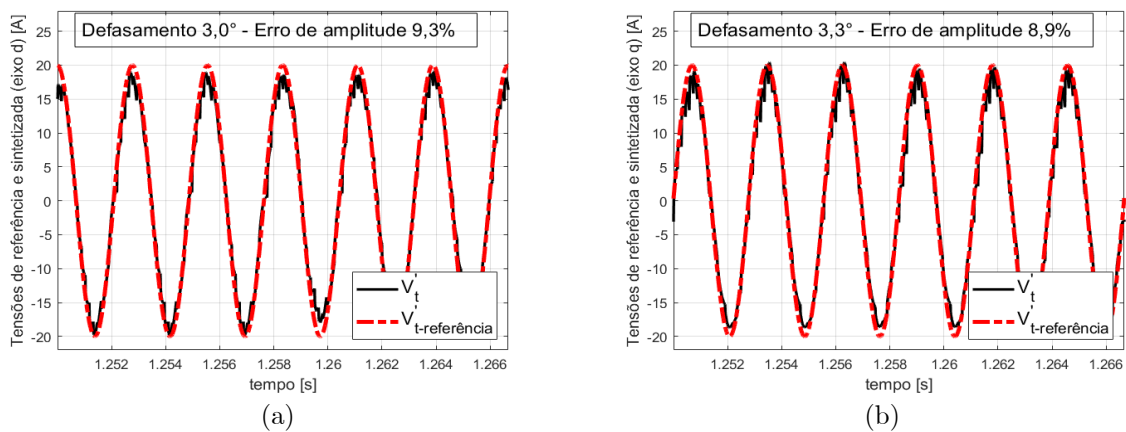 Defasamento 3,0° - Erro de amplitude 9,3%
Tensões de referência e sintetizada (eixo d) [A]
25
20
15
10
5
0
-5
-10
-15
-20
V't
V't-referência
1.252 1.254 1.256 1.258 1.26 1.262 1.264 1.266
tempo [s]
(a)
Defasamento 3,3° - Erro de amplitude 8,9%
Tensões de referência e sintetizada (eixo q) [A]
25
20
15
10
5
0
-5
-10
-15
-20
V't
V't-referência
1.252 1.254 1.256 1.258 1.26 1.262 1.264 1.266
tempo [s]
(b)